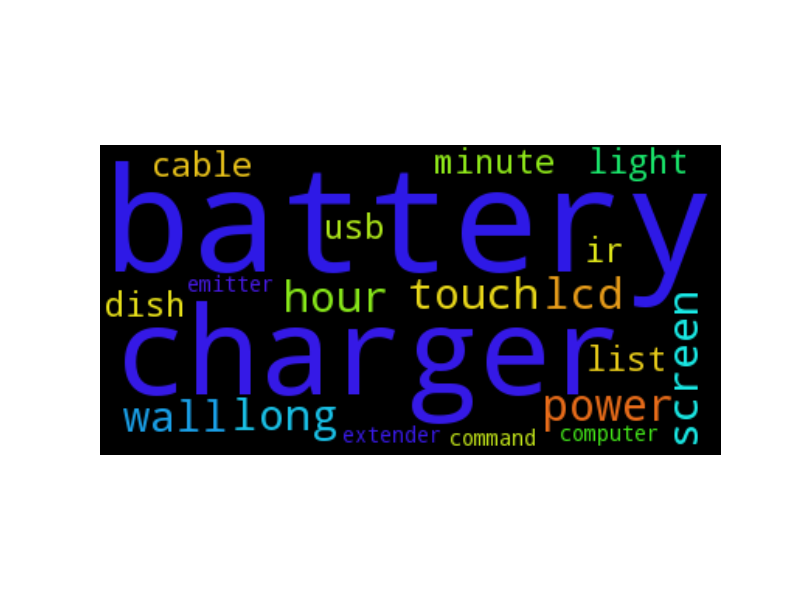 cable minute light
battery
usb
ir
emitter
dish hour touch lcd
charger
list
screen
wall long power
extender command computer